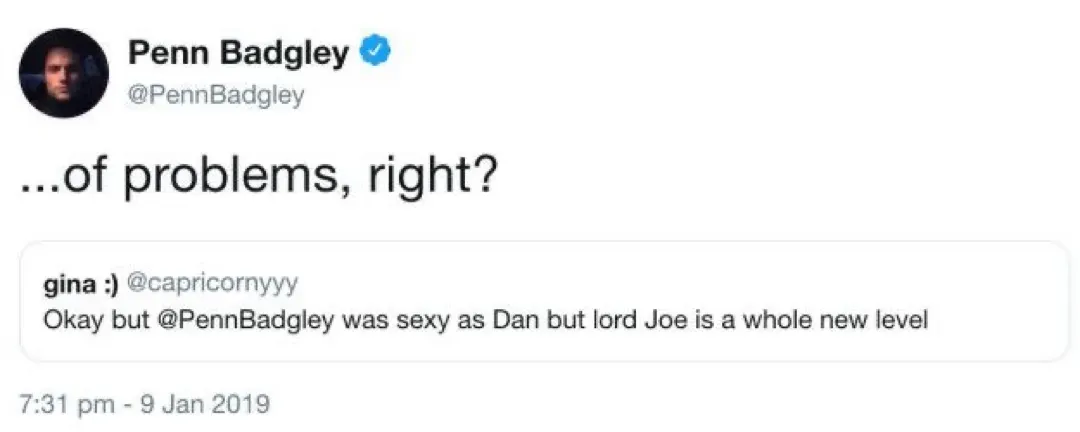 Penn Badgley
@PennBadgley
...of problems, right?
gina :) @capricornyyy
Okay but @PennBadgley was sexy as Dan but lord Joe is a whole new level
7:31 pm - 9 Jan 2019